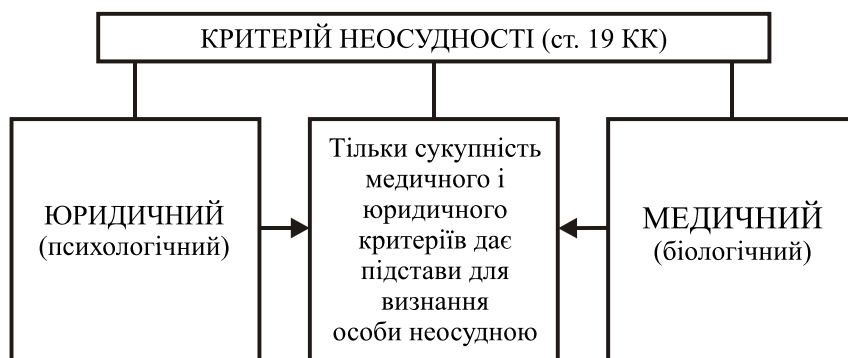 КРИТЕРІЙ НЕОСУДНОСТІ (ст. 19 КК)
ЮРИДИЧНИЙ
(психологічний)
Тільки сукупність
медичного і
юридичного
критеріїв дає
підстави для
визнання
особи неосудною
МЕДИЧНИЙ
(біологічний)